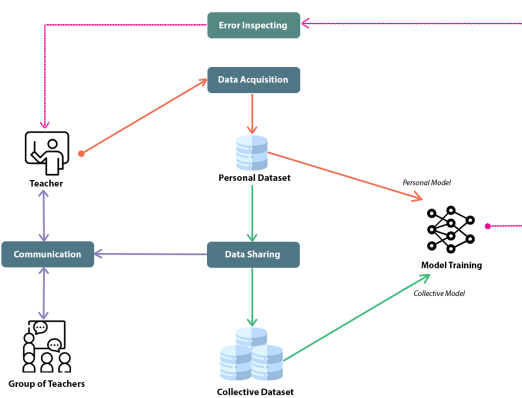 Error Inspecting
Data Acquisition
Teacher
Personal Dataset
Personal Model
Communication
Data Sharing
Model Training
Collective Model
Group of Teachers
Collective Dataset